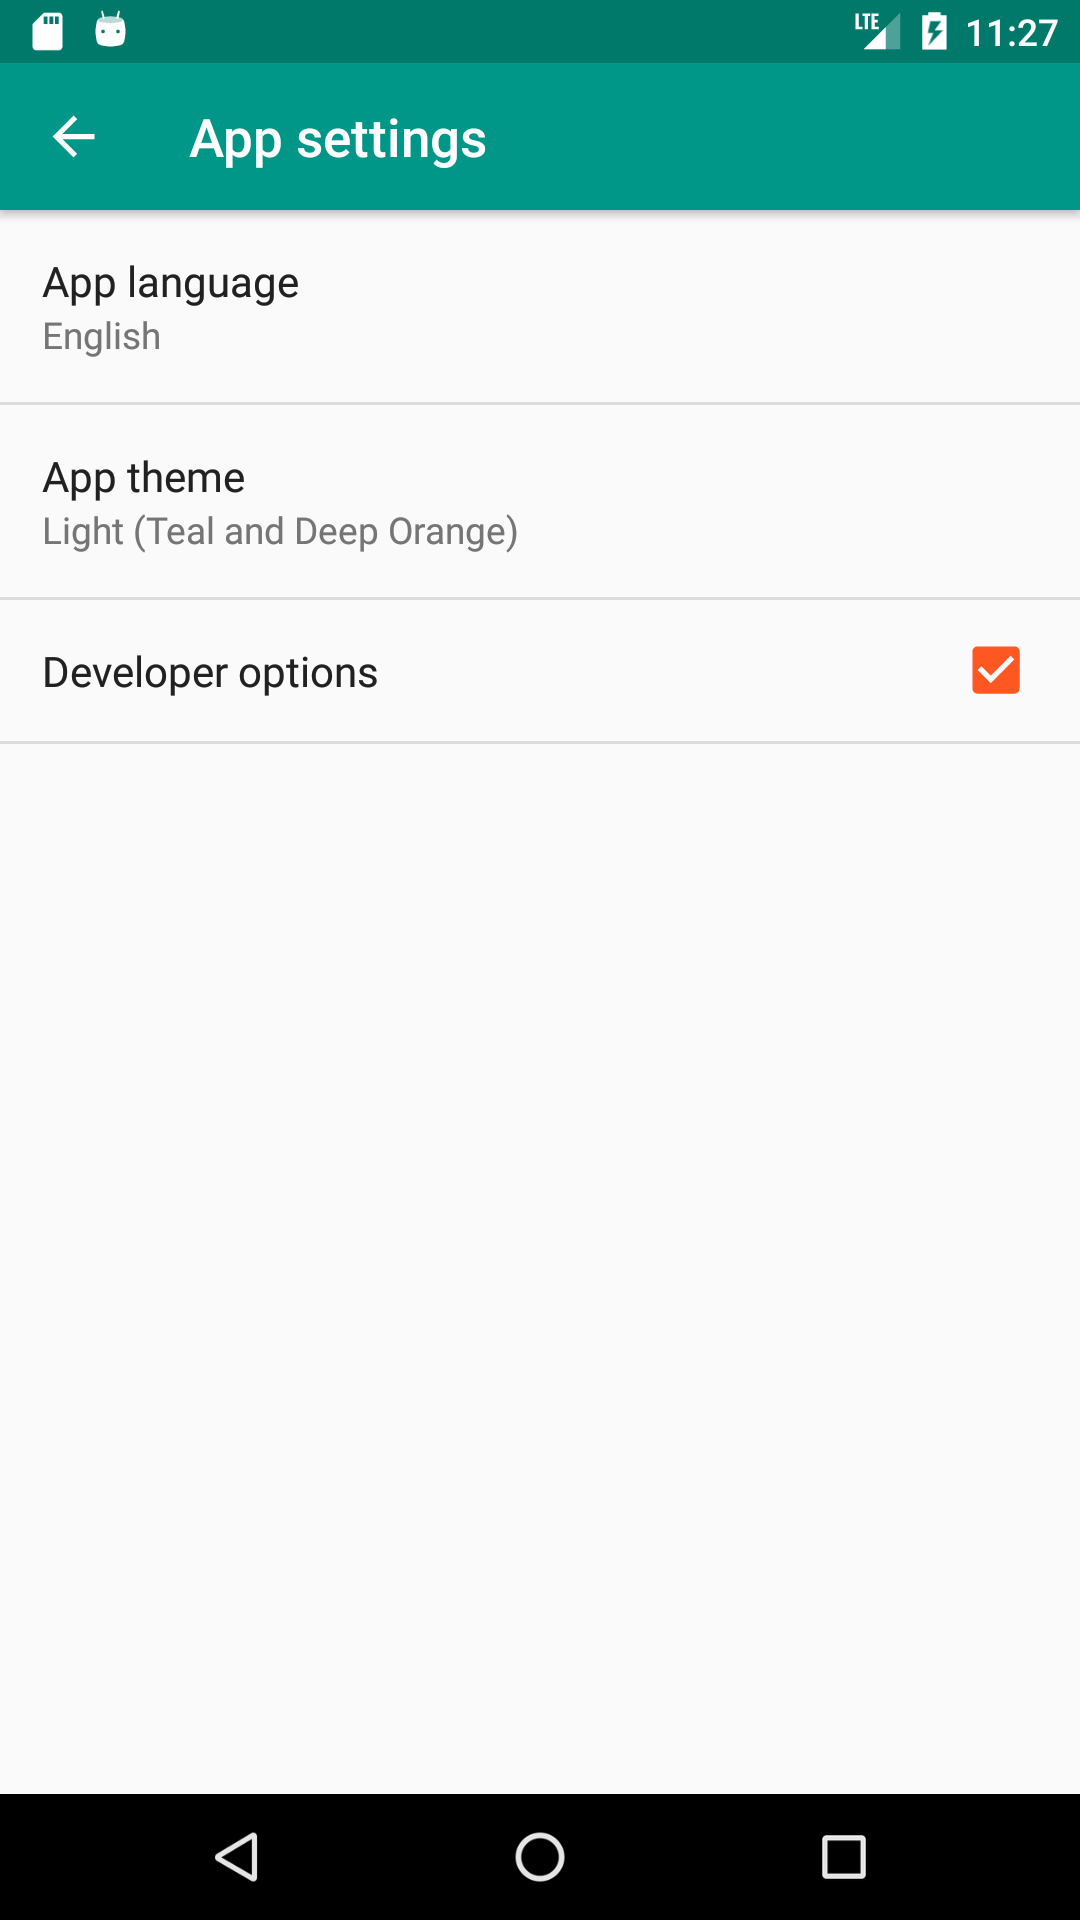 LTE 11:27
App settings
App language
English
App theme
Light (Teal and Deep Orange)
Developer options